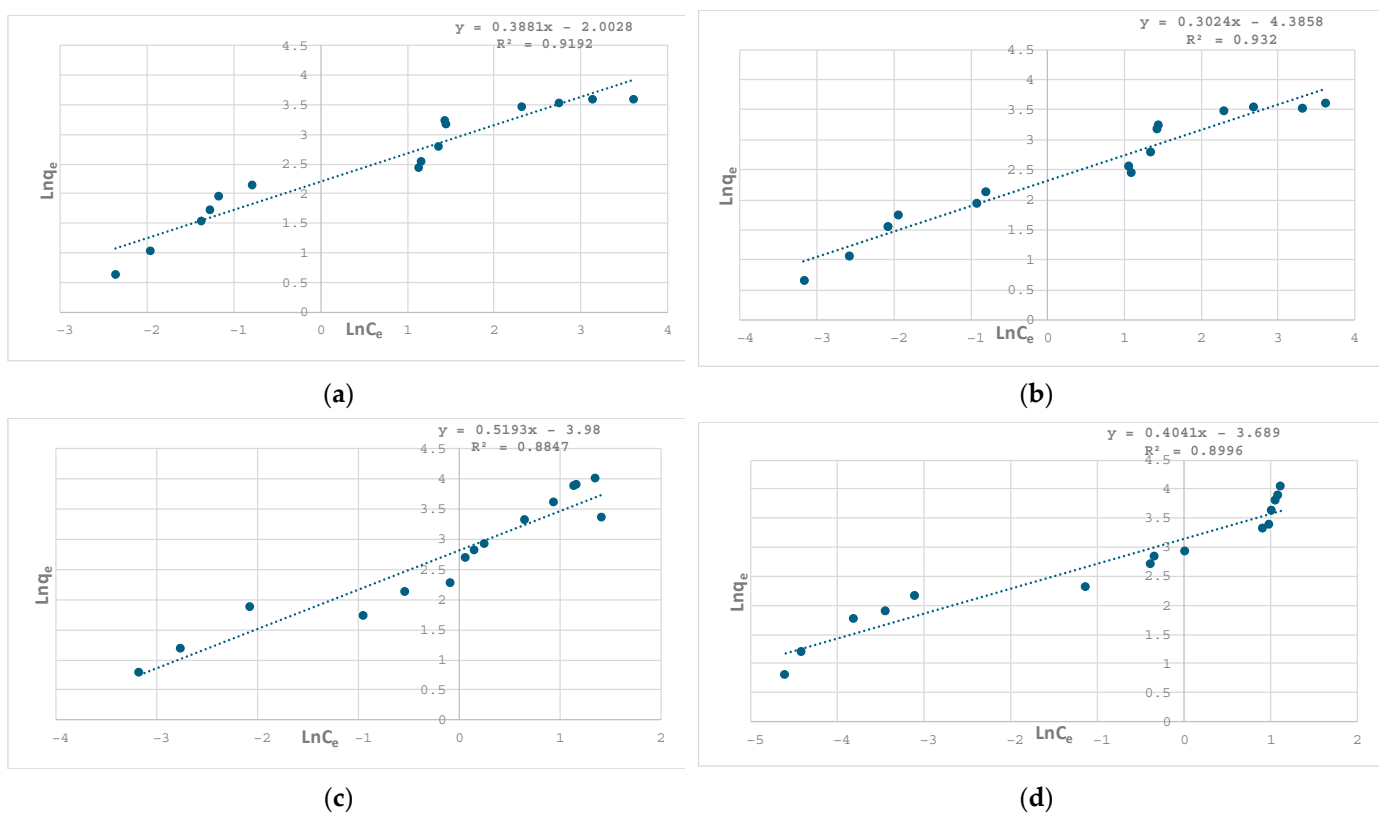 y = 0.3881x − 2.0028
R² = 0.9192
4.5
4
3.5
3
2.5
2
1.5
1
0.5
0
Lnqₑ
−3 −2 −1 0 1 2 3 4
LnCₑ
(a)
y = 0.3024x − 4.3858
R² = 0.932
4.5
4
3.5
3
2.5
2
1.5
1
0.5
0
Lnqₑ
−4 −3 −2 −1 0 1 2 3 4
LnCₑ
(b)
y = 0.5193x − 3.98
R² = 0.8847
4.5
4
3.5
3
2.5
2
1.5
1
0.5
0
Lnqₑ
−4 −3 −2 −1 0 1 2
LnCₑ
(c)
y = 0.4041x − 3.689
R² = 0.8996
4.5
4
3.5
3
2.5
2
1.5
1
0.5
0
Lnqₑ
−5 −4 −3 −2 −1 0 1 2
LnCₑ
(d)